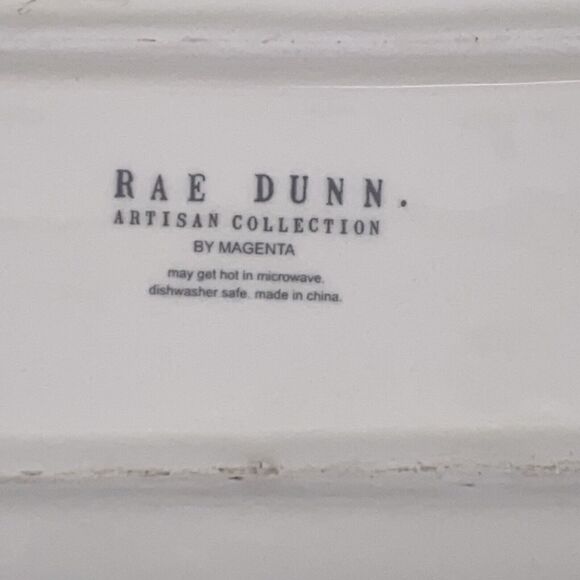 RAE DUNN.
ARTISAN COLLECTION
BY MAGENTA
may get hot in microwave.
dishwasher safe. made in china.